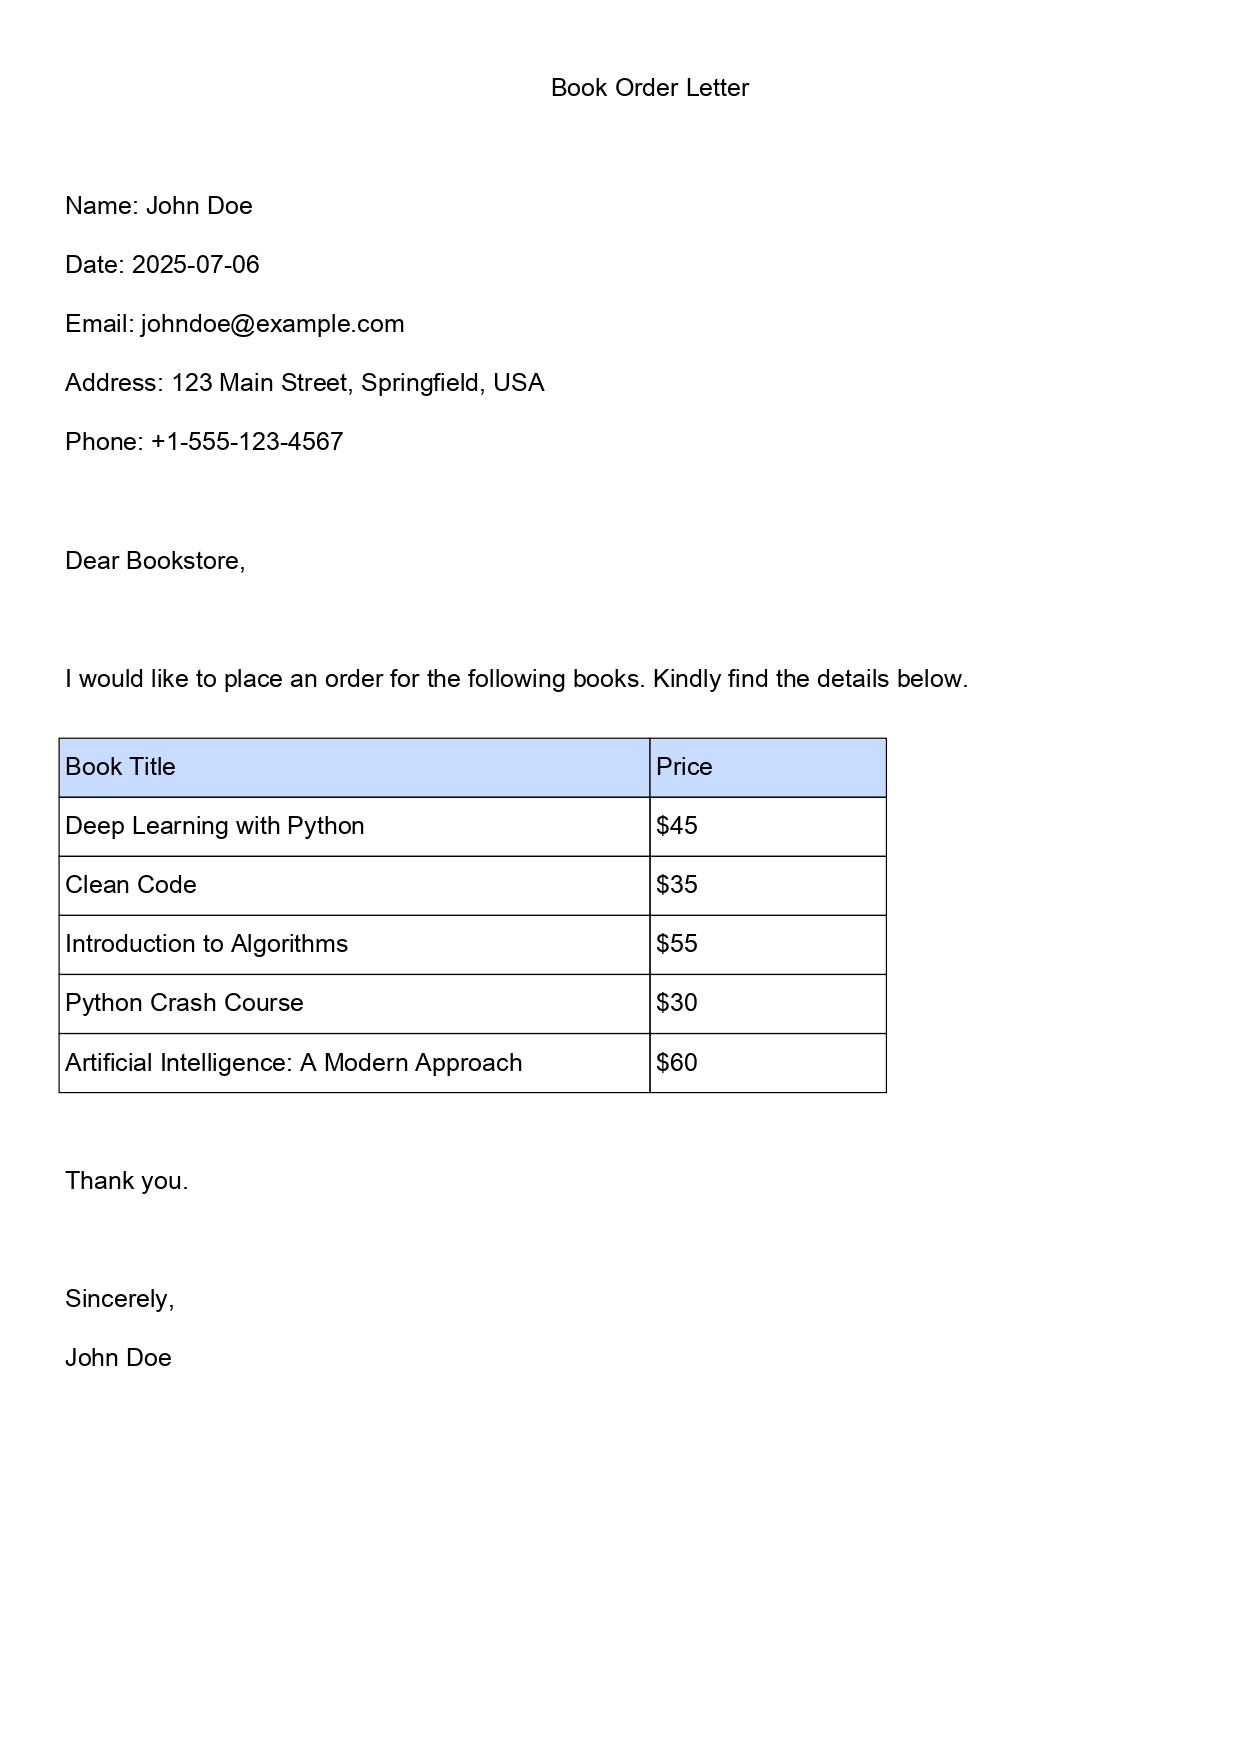 Book Order Letter
Name: John Doe
Date: 2025-07-06
Email: johndoe@example.com
Address: 123 Main Street, Springfield, USA
Phone: +1-555-123-4567
Dear Bookstore,
I would like to place an order for the following books. Kindly find the details below.
Book Title Price
Deep Learning with Python $45
Clean Code $35
Introduction to Algorithms $55
Python Crash Course $30
Artificial Intelligence: A Modern Approach $60
Thank you.
Sincerely,
John Doe